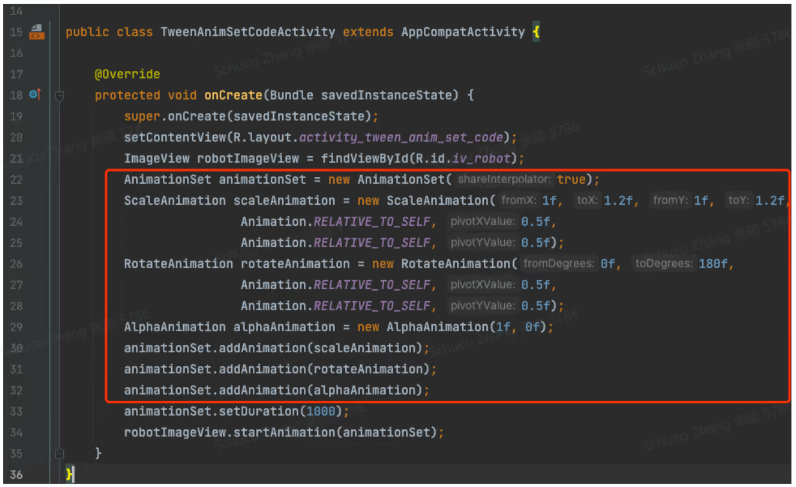 14
15 public class TweenAnimSetCodeActivity extends AppCompatActivity {
16
17 @Override
18 protected void onCreate(Bundle savedInstanceState) {
19 super.onCreate(savedInstanceState);
20 setContentView(R.layout.activity_tween_anim_set_code);
21 ImageView robotImageView = findViewById(R.id.iv_robot);
22 AnimationSet animationSet = new AnimationSet( shareInterpolator: true);
23 ScaleAnimation scaleAnimation = new ScaleAnimation( fromX: 1f, toX: 1.2f, fromY: 1f, toY: 1.2f,
24 Animation.RELATIVE_TO_SELF, pivotXValue: 0.5f,
25 Animation.RELATIVE_TO_SELF, pivotYValue: 0.5f);
26 RotateAnimation rotateAnimation = new RotateAnimation( fromDegrees: 0f, toDegrees: 180f,
27 Animation.RELATIVE_TO_SELF, pivotXValue: 0.5f,
28 Animation.RELATIVE_TO_SELF, pivotYValue: 0.5f);
29 AlphaAnimation alphaAnimation = new AlphaAnimation(1f, 0f);
30 animationSet.addAnimation(scaleAnimation);
31 animationSet.addAnimation(rotateAnimation);
32 animationSet.addAnimation(alphaAnimation);
33 animationSet.setDuration(1000);
34 robotImageView.startAnimation(animationSet);
35 }
36 }